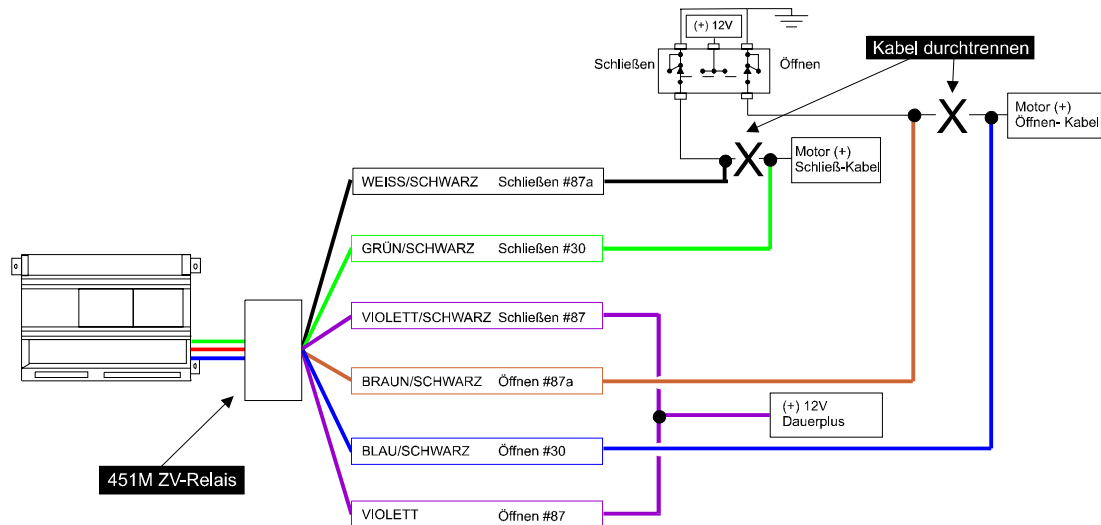 (+) 12V
Schließen
Öffnen
Kabel durchtrennen
Motor (+)
Öffnen- Kabel
Motor (+)
Schließ-Kabel
WEISS/SCHWARZ Schließen #87a
GRÜN/SCHWARZ Schließen #30
VIOLETT/SCHWARZ Schließen #87
BRAUN/SCHWARZ Öffnen #87a
(+) 12V
Dauerplus
BLAU/SCHWARZ Öffnen #30
451M ZV-Relais
VIOLETT Öffnen #87